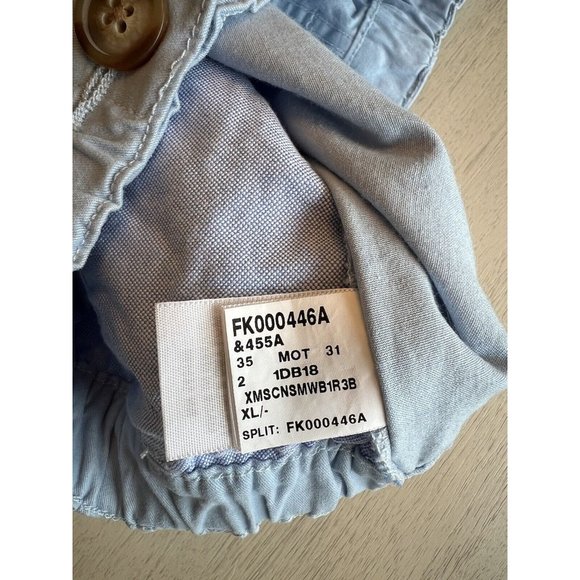 FK000446A
&455A
35 MOT 31
2 1DB18
XMSCNSMWB1R3B
XL/-
SPLIT: FK000446A